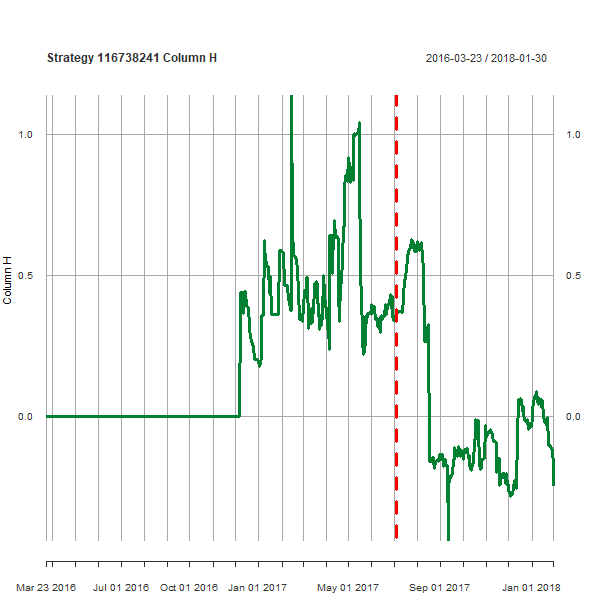 Strategy 116738241 Column H
2016-03-23 / 2018-01-30
1.0
1.0
0.5
0.5
0.0
0.0
Column H
Mar 23 2016
Jul 01 2016
Oct 01 2016
Jan 01 2017
May 01 2017
Sep 01 2017
Jan 01 2018